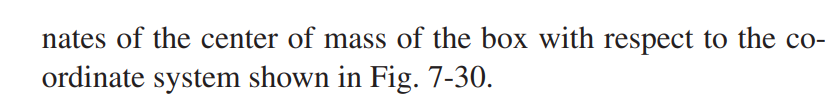 nates of the center of mass of the box with respect to the co-
ordinate system shown in Fig. 7-30.